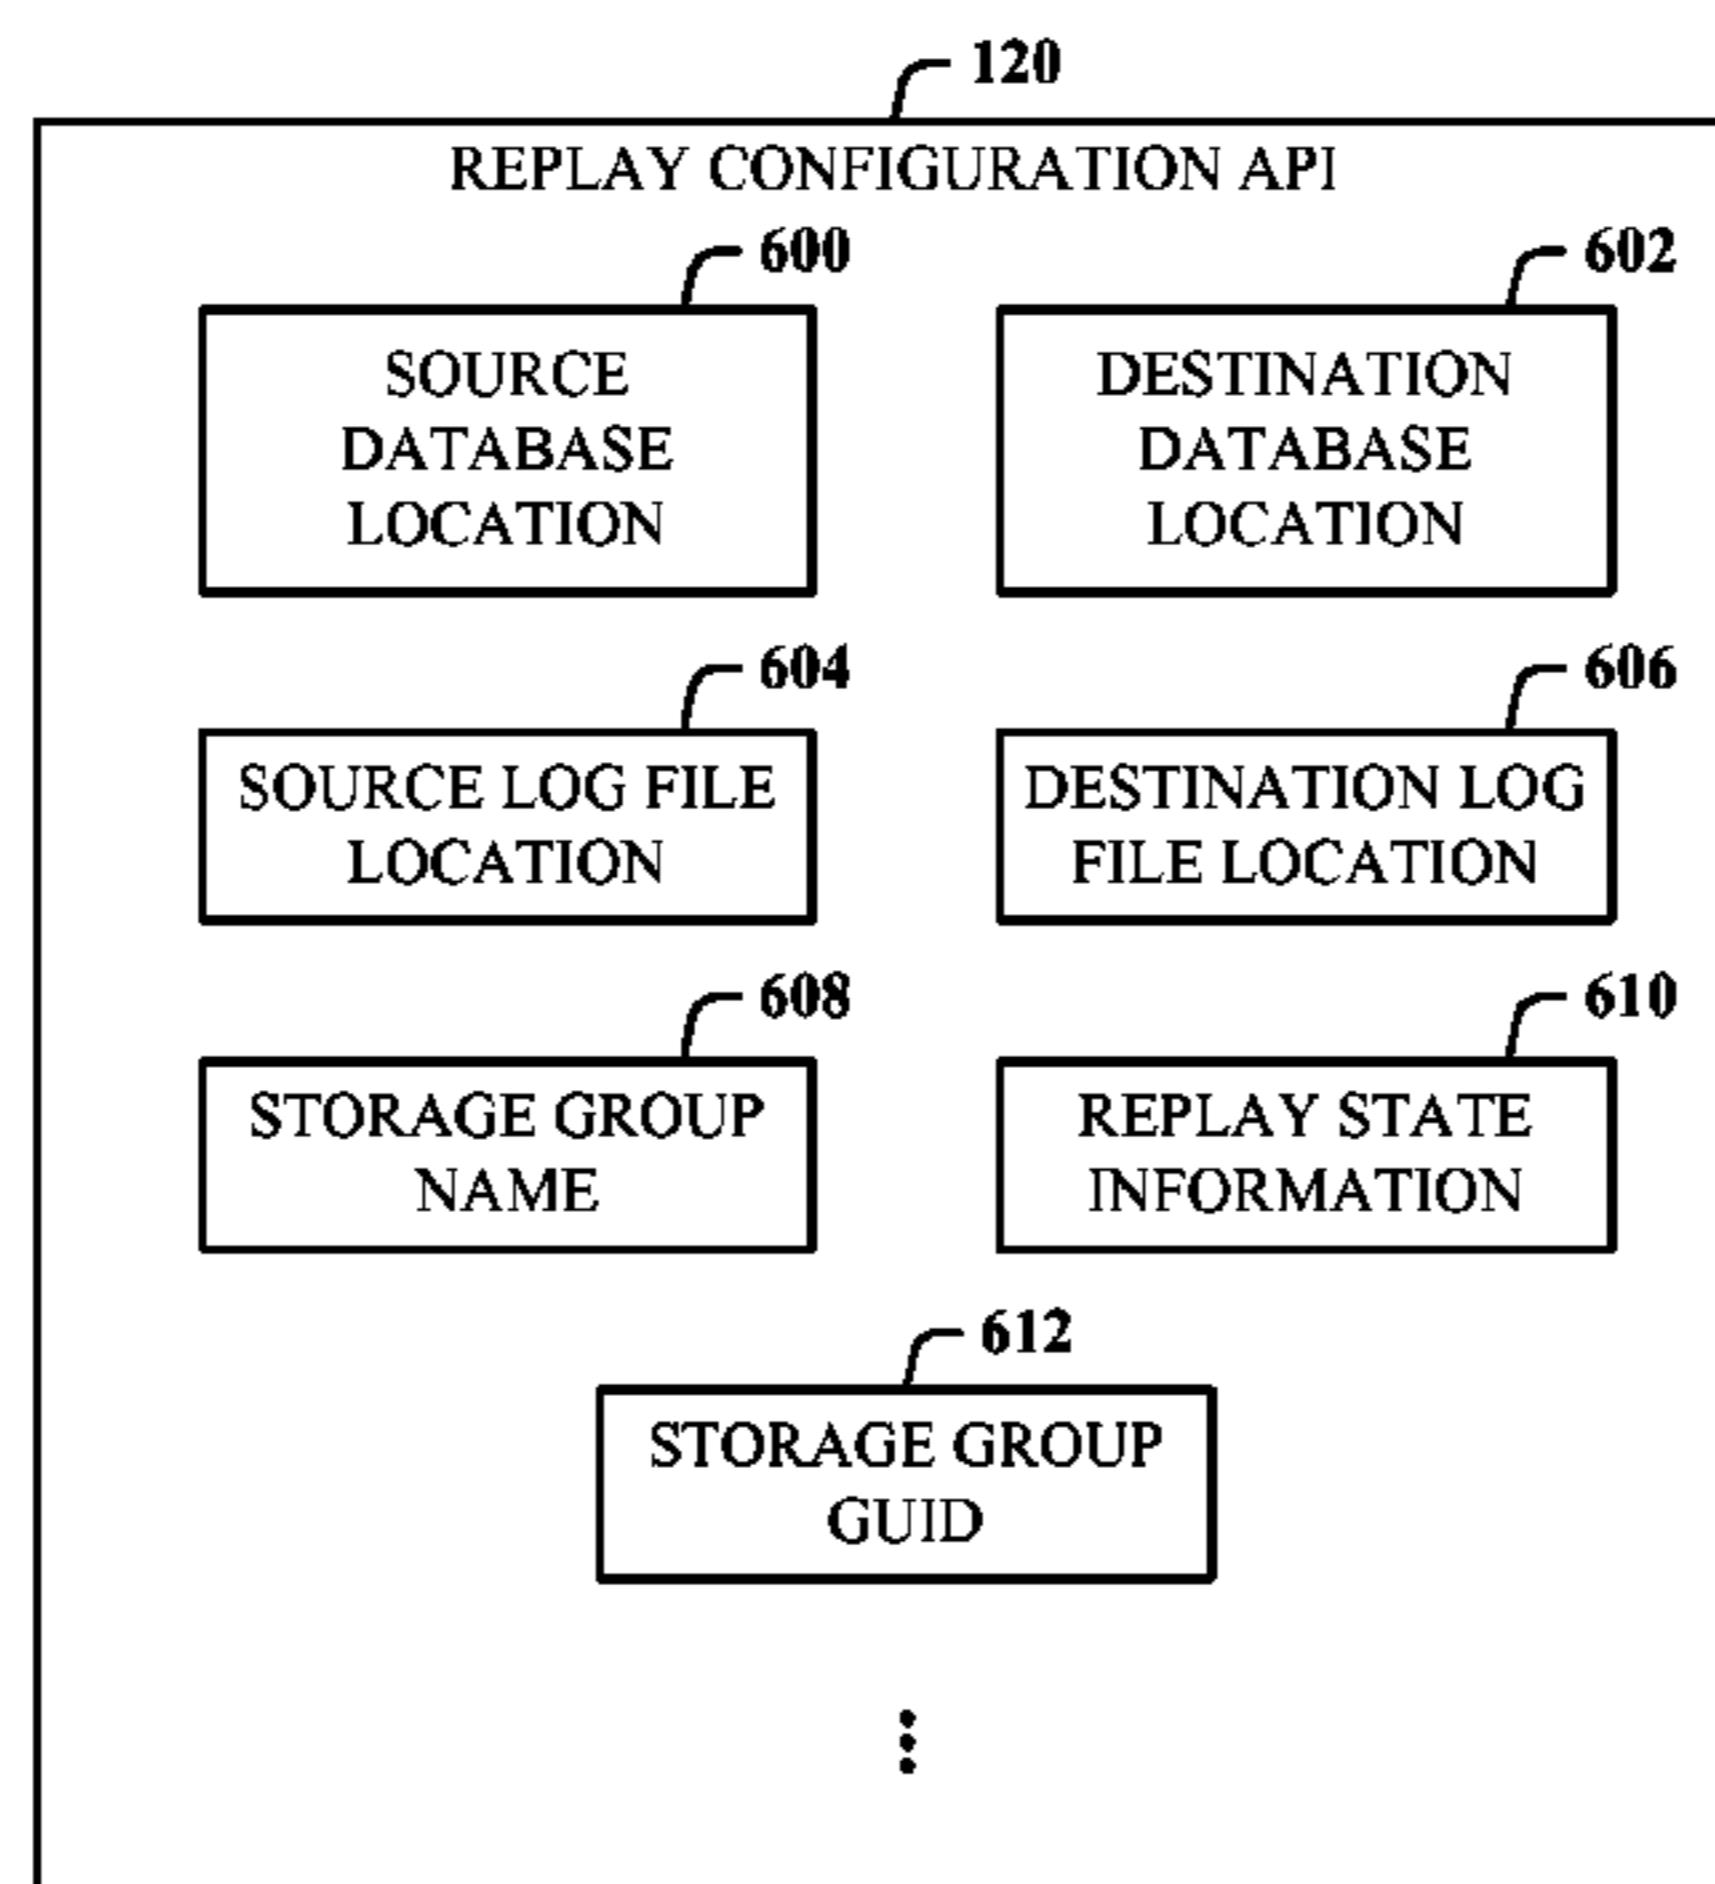 120
REPLAY CONFIGURATION API
600
602
SOURCE
DATABASE
LOCATION
DESTINATION
DATABASE
LOCATION
604
606
SOURCE LOG FILE
LOCATION
DESTINATION LOG
FILE LOCATION
608
610
STORAGE GROUP
NAME
REPLAY STATE
INFORMATION
612
STORAGE GROUP
GUID